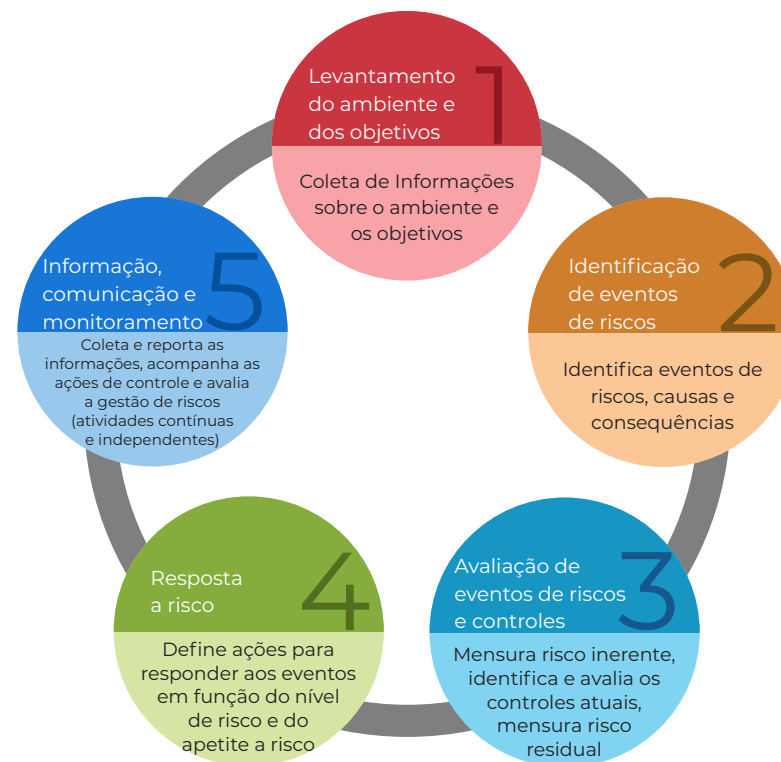 1
Levantamento
do ambiente e
dos objetivos
Coleta de Informações
sobre o ambiente e
os objetivos
2
Identificação
de eventos
de riscos
Identifica eventos de
riscos, causas e
consequências
3
Avaliação de
eventos de riscos
e controles
Mensura risco inerente,
identifica e avalia os
controles atuais,
mensura risco
residual
4
Resposta
a risco
Define ações para
responder aos eventos
em função do nível
de risco e do
apetite a risco
5
Informação,
comunicação e
monitoramento
Coleta e reporta as
informações, acompanha as
ações de controle e avalia
a gestão de riscos
(atividades contínuas
e independentes)